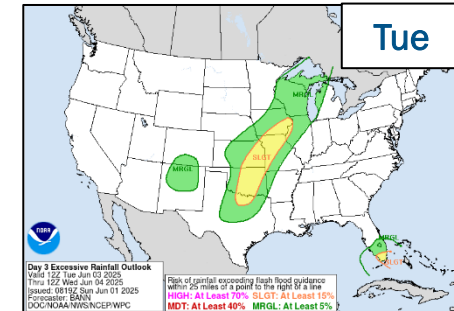 Tue
MRGL
SLGT
MRGL
MRGL
SLGT
NOAA
Day 3 Excessive Rainfall Outlook
Valid 12Z Tue Jun 03 2025
Thru 12Z Wed Jun 04 2025
Issued: 0819Z Sun Jun 01 2025
Forecaster: BANN
DOC/NOAA/NWS/NCEP/WPC
Risk of rainfall exceeding flash flood guidance
within 25 miles of a point to the right of a line
HIGH: At Least 70% SLGT: At Least 15%
MDT: At Least 40% MRGL: At Least 5%